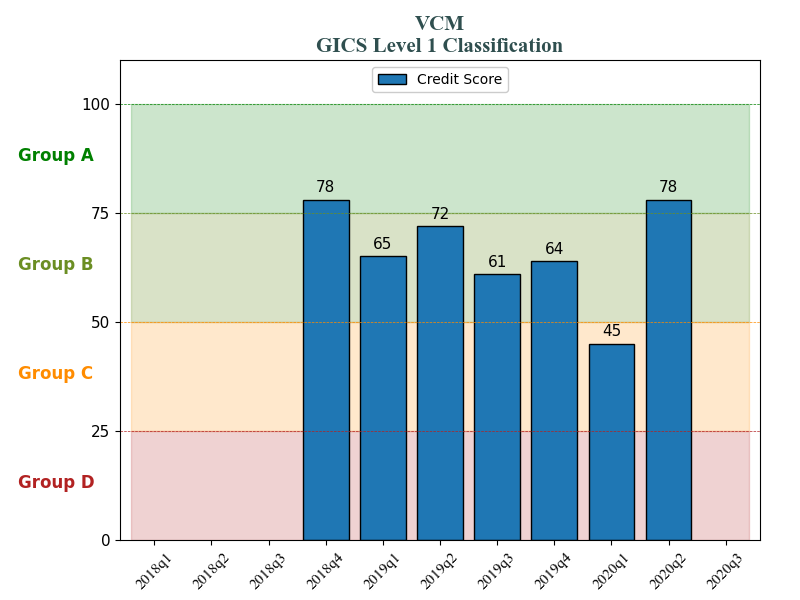 VCM
GICS Level 1 Classification
Credit Score
100
Group A
78
78
75
72
65
64
61
Group B
50
45
Group C
25
Group D
0
2018q1
2018q2
2018q3
2018q4
2019q1
2019q2
2019q3
2019q4
2020q1
2020q2
2020q3